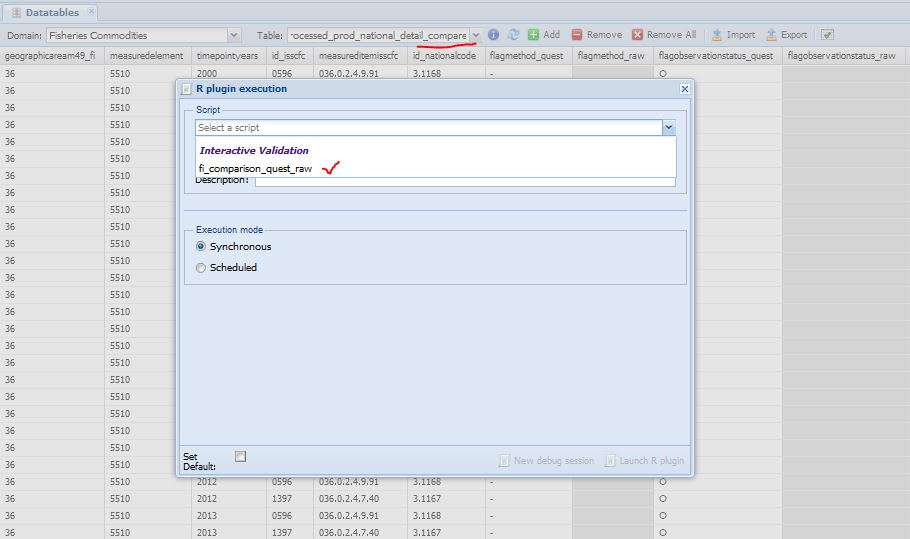 Datatables
Domain: Fisheries Commodities Table: rocessed_prod_national_detail_compare Add Remove Remove All Import Export
geographicaream49_fi measuredelement timepointyears id_isscfc measureditemisscfc id_nationalcode flagmethod_quest flagmethod_raw flagobservationstatus_quest flagobservationstatus_raw
36 5510 2000 0596 036.0.2.4.9.91 3.1168 - O
36 5510
R plugin execution
36 5510
Script
36 5510
Select a script
36 5510
Interactive Validation
36 5510
fi_comparison_quest_raw
36 5510
Description:
36 5510
36 5510
36 5510
Execution mode
36 5510
Synchronous
36 5510
Scheduled
36 5510
36 5510
36 5510
36 5510
36 5510
36 5510
36 5510
36 5510
36 5510
36 5510
36 5510
Set Default: New debug session Launch R plugin
36 5510
36 5510 2012 0596 036.0.2.4.9.91 3.1168 - O
36 5510 2012 1397 036.0.2.4.7.40 3.1167 - O
36 5510 2013 0596 036.0.2.4.9.91 3.1168 - O
36 5510 2013 1397 036.0.2.4.7.40 3.1167 - O